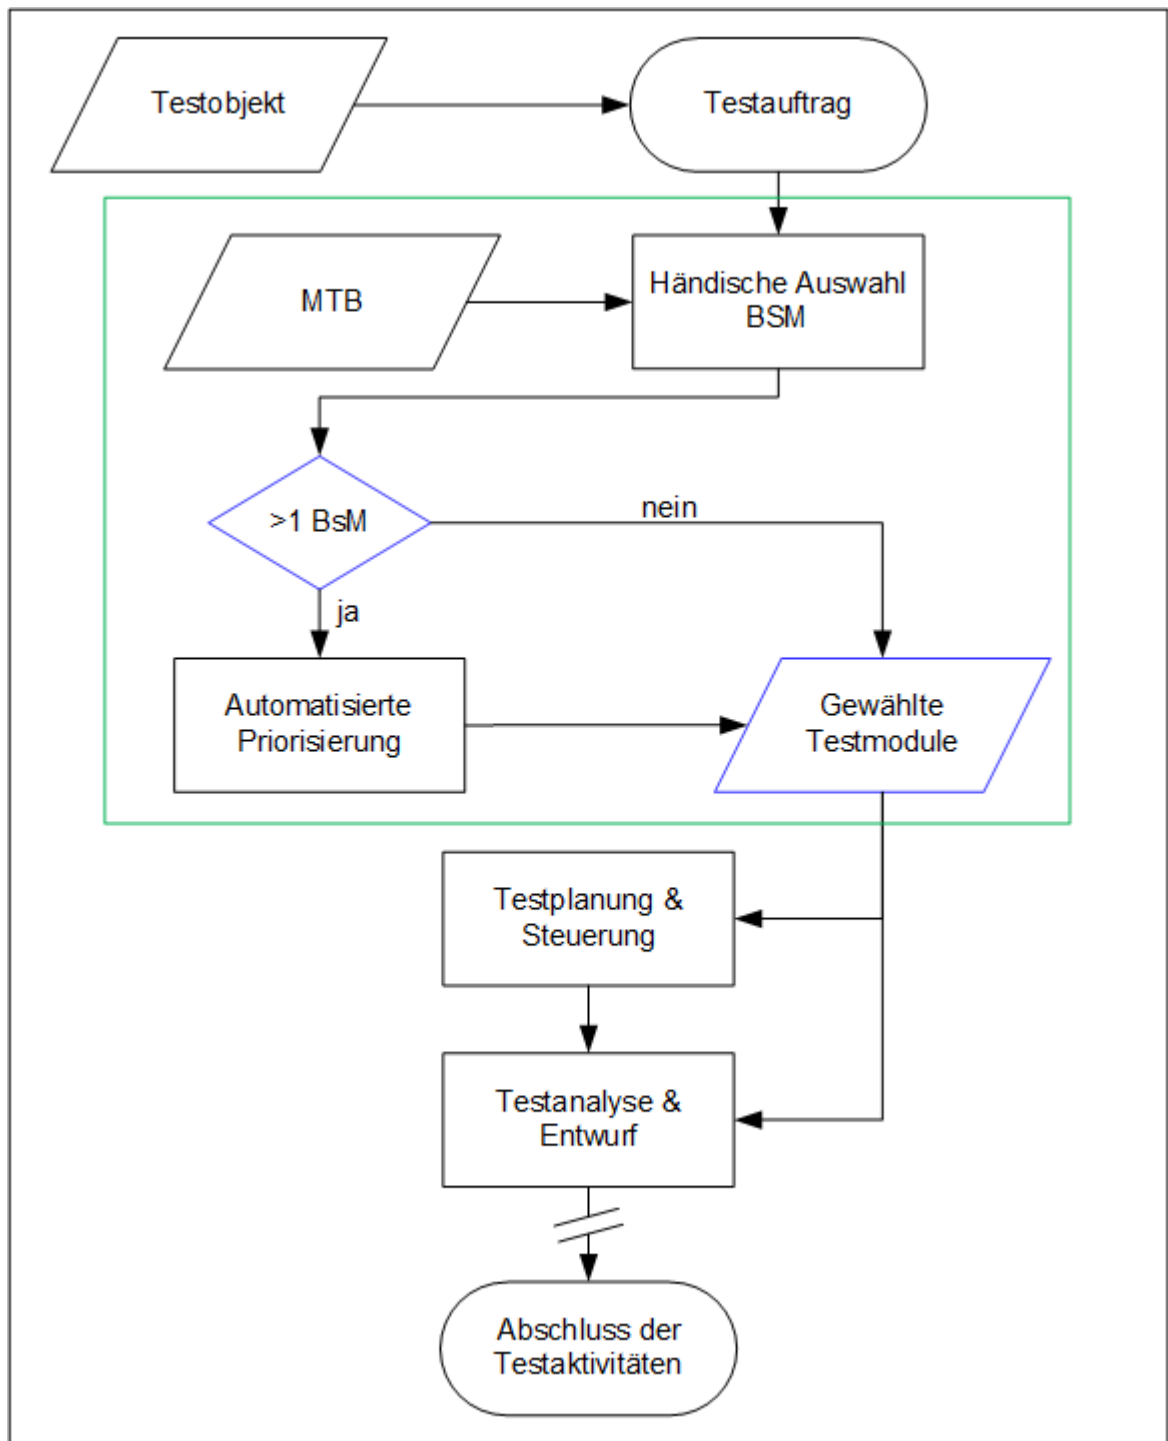 Testobjekt
Testauftrag
MTB
Händische Auswahl
BSM
>1 BsM
nein
ja
Automatisierte
Priorisierung
Gewählte
Testmodule
Testplanung &
Steuerung
Testanalyse &
Entwurf
Abschluss der
Testaktivitäten